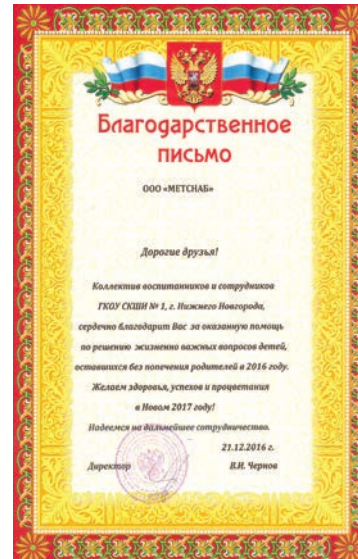 Благодарственное
письмо
ООО «МЕТСНАБ»
Дорогие друзья!
Коллектив воспитанников и сотрудников
ГКОУ СКШИ № 1, г. Нижнего Новгорода,
сердечно благодарит Вас за оказанную помощь
по решению жизненно важных вопросов детей,
оставшихся без попечения родителей в 2016 году.
Желаем здоровья, успехов и процветания
в Новом 2017 году!
Надеемся на дальнейшее сотрудничество.
21.12.2016 г.
Директор В.Н. Чернов